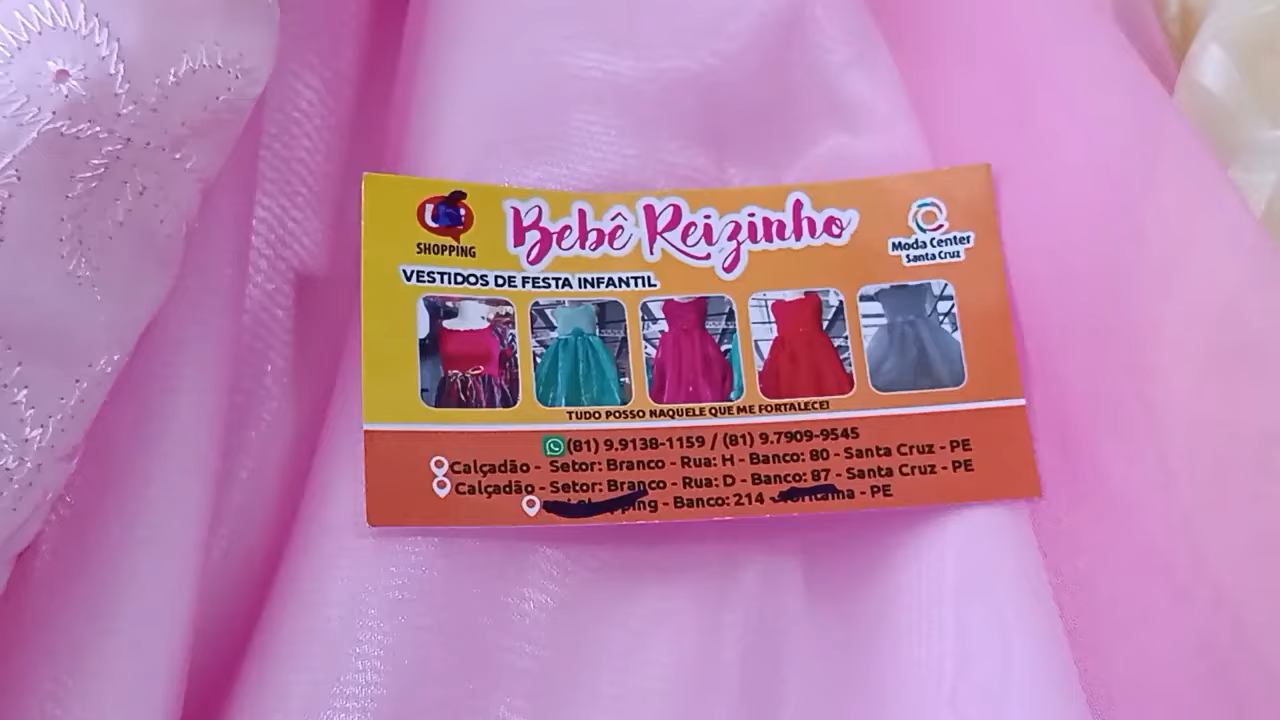 Uni
SHOPPING
Bebê Reizinho
Moda Center
Santa Cruz
VESTIDOS DE FESTA INFANTIL
TUDO POSSO NAQUELE QUE ME FORTALECE!
(81) 9.9138-1159 / (81) 9.7909-9545
Calçadão - Setor: Branco - Rua: H - Banco: 80 - Santa Cruz - PE
Calçadão - Setor: Branco - Rua: D - Banco: 87 - Santa Cruz - PE
- Banco: 214 - Toritama - PE